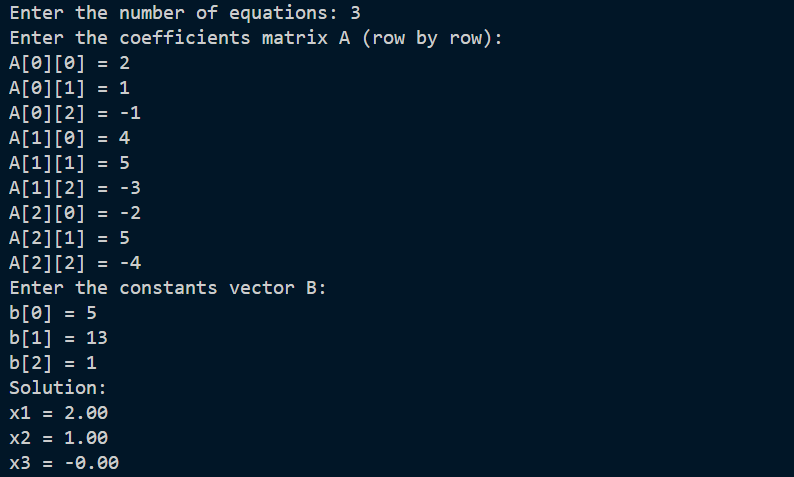 Enter the number of equations: 3
Enter the coefficients matrix A (row by row):
A[0][0] = 2
A[0][1] = 1
A[0][2] = -1
A[1][0] = 4
A[1][1] = 5
A[1][2] = -3
A[2][0] = -2
A[2][1] = 5
A[2][2] = -4
Enter the constants vector B:
b[0] = 5
b[1] = 13
b[2] = 1
Solution:
x1 = 2.00
x2 = 1.00
x3 = -0.00